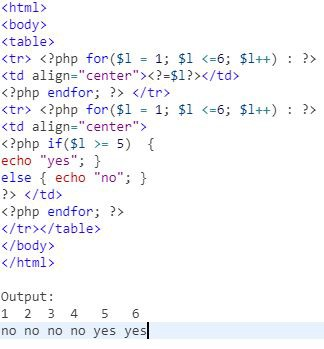 <html>
<body>
<table>
<tr> <?php for($l = 1; $l <=6; $l++) : ?>
<td align="center"><?=$l?></td>
<?php endfor; ?> </tr>
<tr> <?php for($l = 1; $l <=6; $l++) : ?>
<td align="center">
<?php if($l >= 5)  {
echo "yes"; }
else { echo "no"; }
?> </td>
<?php endfor; ?>
</tr></table>
</body>
</html>

Output:
1  2  3  4   5   6
no no no no yes yes